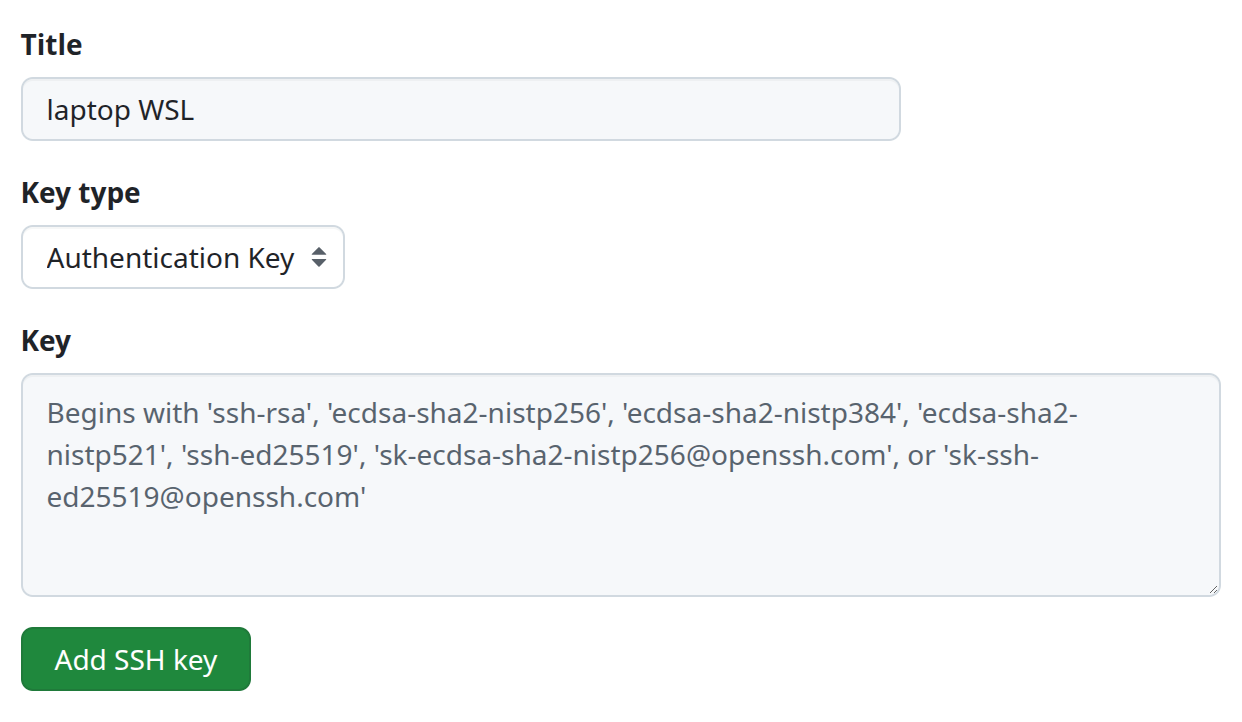 Title
laptop WSL
Key type
Authentication Key
Key
Begins with 'ssh-rsa', 'ecdsa-sha2-nistp256', 'ecdsa-sha2-nistp384', 'ecdsa-sha2-
nistp521', 'ssh-ed25519', 'sk-ecdsa-sha2-nistp256@openssh.com', or 'sk-ssh-
ed25519@openssh.com'
Add SSH key